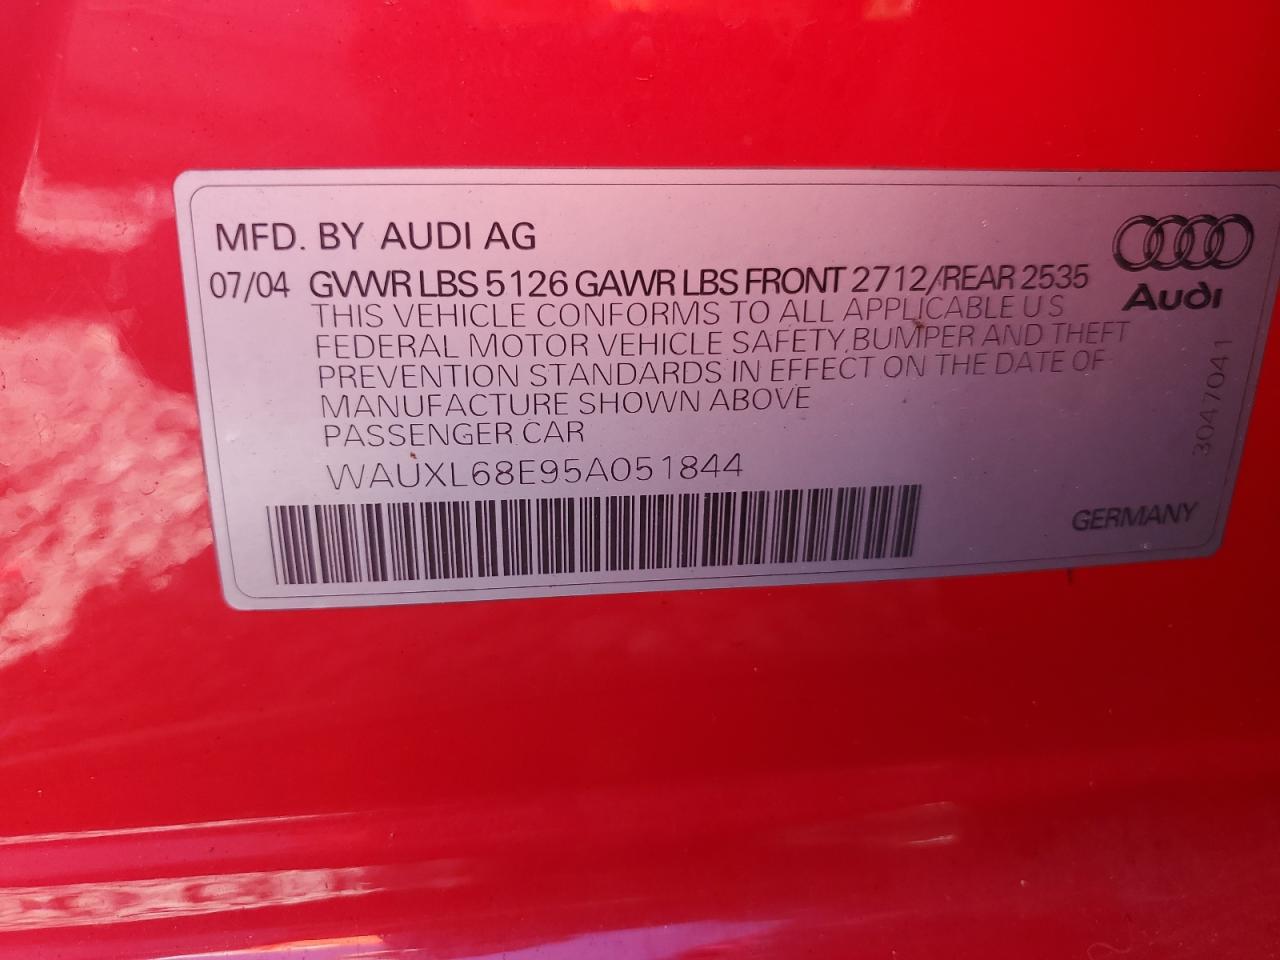 MFD. BY AUDI AG
07/04 GVWR LBS 5126 GAWR LBS FRONT 2712/REAR 2535
THIS VEHICLE CONFORMS TO ALL APPLICABLE U S
FEDERAL MOTOR VEHICLE SAFETY, BUMPER AND THEFT
PREVENTION STANDARDS IN EFFECT ON THE DATE OF
MANUFACTURE SHOWN ABOVE
PASSENGER CAR
WAUXL68E95A051844
Audi
3047041
GERMANY